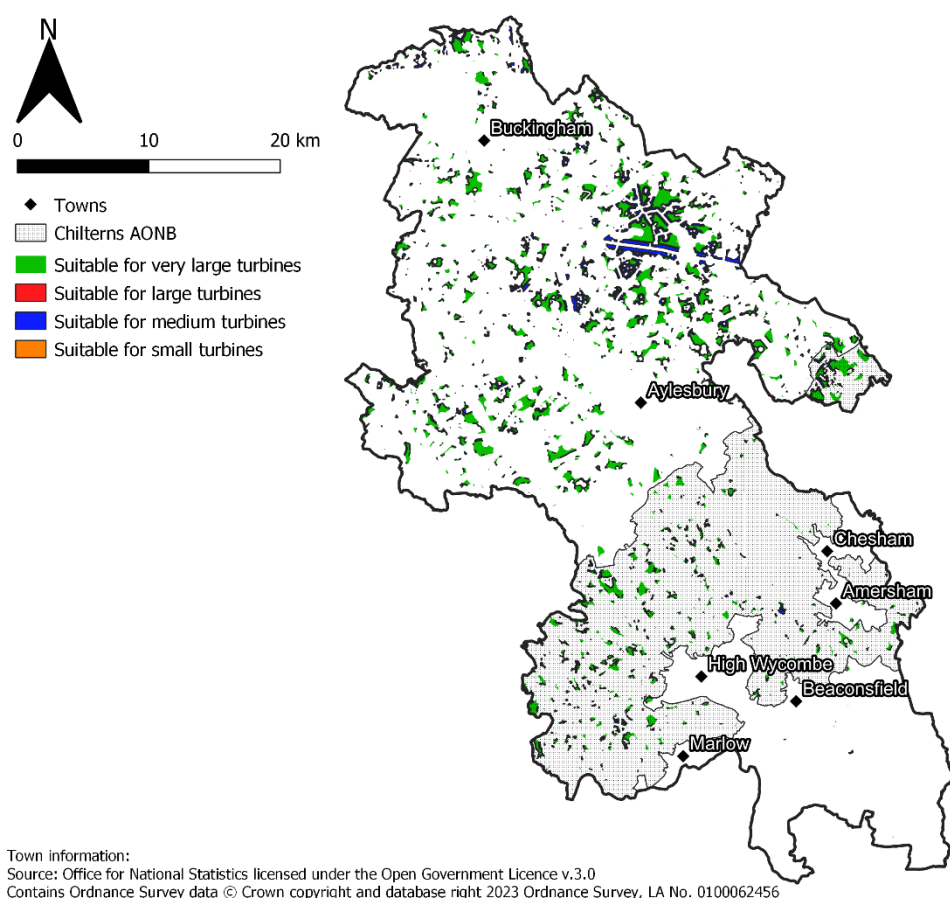 N
0 10 20 km
Towns
Chilterns AONB
Suitable for very large turbines
Suitable for large turbines
Suitable for medium turbines
Suitable for small turbines
Buckingham
Aylesbury
Chesham
Amersham
High Wycombe
Beaconsfield
Marlow
Town information:
Source: Office for National Statistics licensed under the Open Government Licence v.3.0
Contains Ordnance Survey data © Crown copyright and database right 2023 Ordnance Survey, LA No. 0100062456